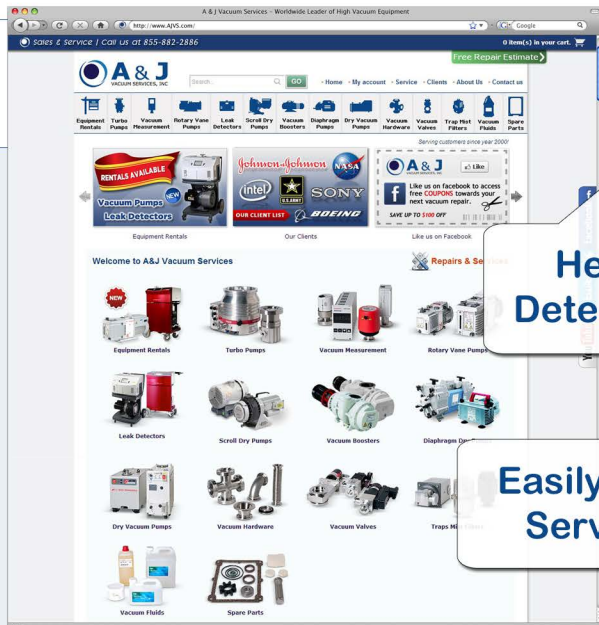 A & J Vacuum Services - Worldwide Leader of High Vacuum Equipment
http://www.AJVS.com/
Google
Sales & Service | Call us at 855-882-2886
0 item(s) in your cart.
Free Repair Estimate
A & J
VACUUM SERVICES, INC
Search...
GO
Home
My account
Service
Clients
About Us
Contact us
Equipment Rentals
Turbo Pumps
Vacuum Measurement
Rotary Vane Pumps
Leak Detectors
Scroll Dry Pumps
Vacuum Boosters
Diaphragm Pumps
Dry Vacuum Pumps
Vacuum Hardware
Vacuum Valves
Trap Mist Filters
Vacuum Fluids
Spare Parts
Serving customers since year 2000!
RENTALS AVAILABLE
NEW
Vacuum Pumps
Leak Detectors
Johnson & Johnson
NASA
intel
U.S.ARMY
SONY
OUR CLIENT LIST
BOEING
A & J
VACUUM SERVICES, INC
Like
Like us on facebook to access
free COUPONS towards your
next vacuum repair.
SAVE UP TO $100 OFF
Equipment Rentals
Our Clients
Like us on Facebook
Welcome to A&J Vacuum Services
Repairs & Se
He
Dete
NEW
Equipment Rentals
Turbo Pumps
Vacuum Measurement
Rotary Vane Pumps
You
Leak Detectors
Scroll Dry Pumps
Vacuum Boosters
Diaphragm Dry
Easily
Serv
Dry Vacuum Pumps
Vacuum Hardware
Vacuum Valves
Traps Mi
Vacuum Fluids
Spare Parts